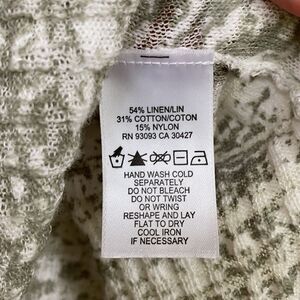 54% LINEN/LIN
31% COTTON/COTON
15% NYLON
RN 93093 CA 30427
HAND WASH COLD
SEPARATELY
DO NOT BLEACH
DO NOT TWIST
OR WRING
RESHAPE AND LAY
FLAT TO DRY
COOL IRON
IF NECESSARY